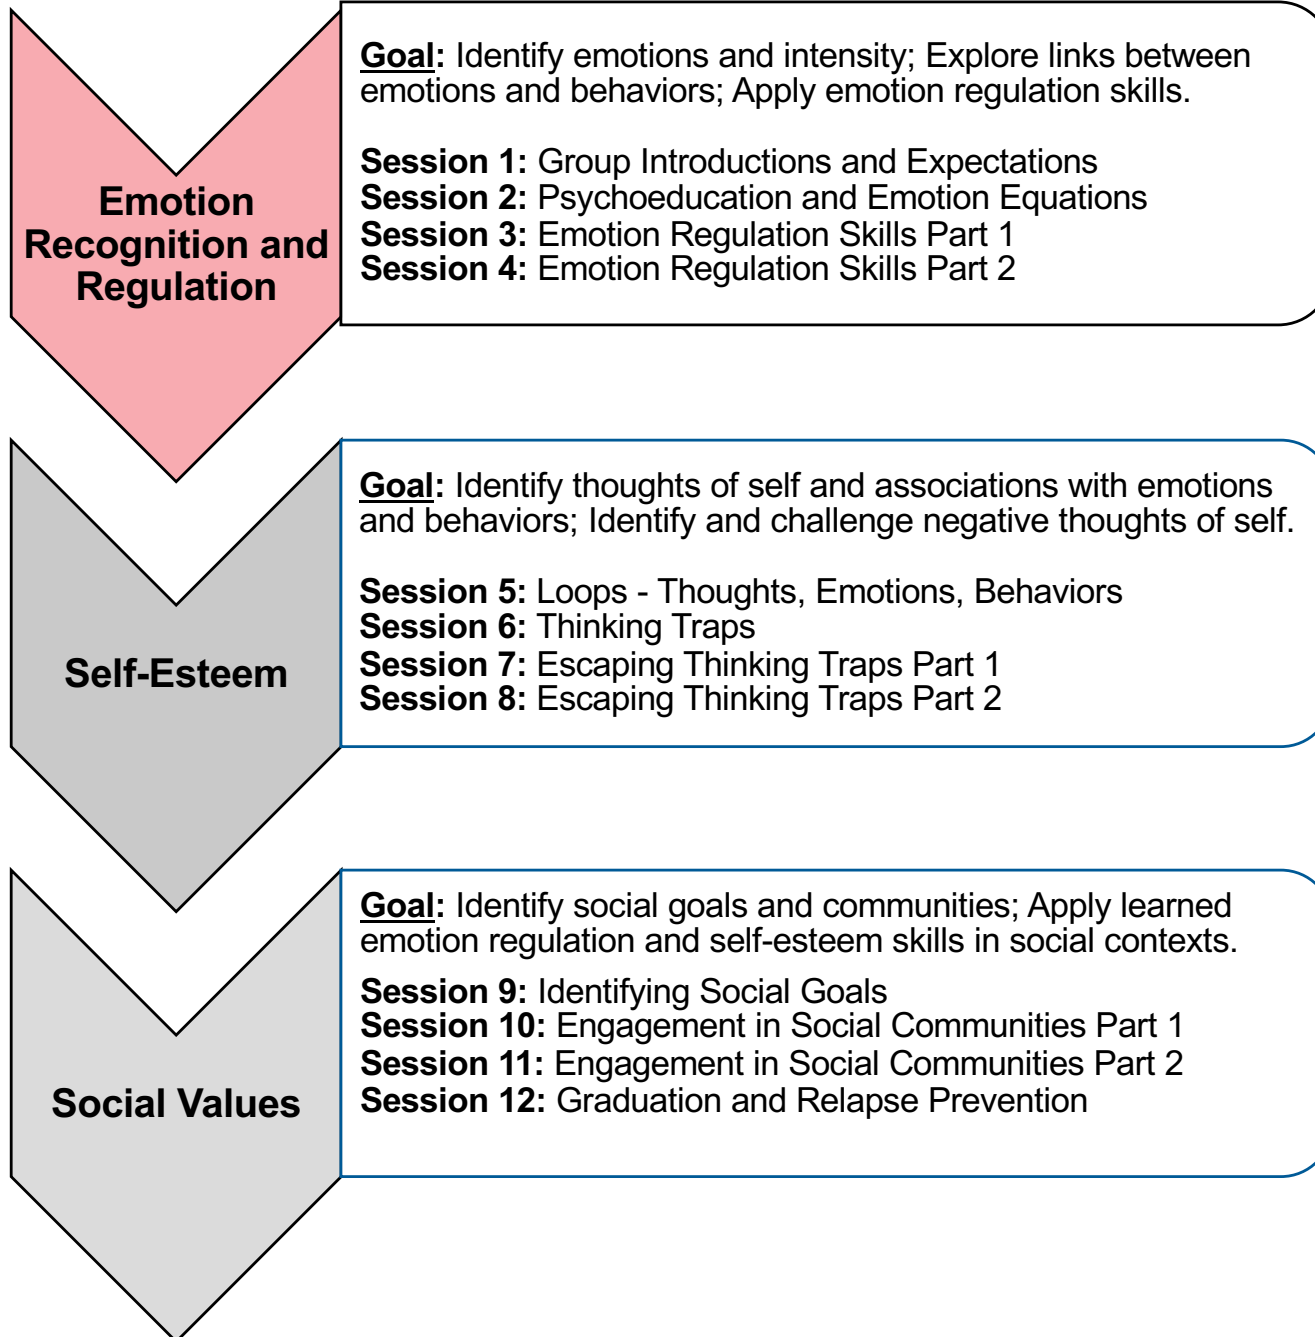 Emotion
Recognition and
Regulation
Goal: Identify emotions and intensity; Explore links between
emotions and behaviors; Apply emotion regulation skills.
Session 1: Group Introductions and Expectations
Session 2: Psychoeducation and Emotion Equations
Session 3: Emotion Regulation Skills Part 1
Session 4: Emotion Regulation Skills Part 2
Self-Esteem
Goal: Identify thoughts of self and associations with emotions
and behaviors; Identify and challenge negative thoughts of self.
Session 5: Loops - Thoughts, Emotions, Behaviors
Session 6: Thinking Traps
Session 7: Escaping Thinking Traps Part 1
Session 8: Escaping Thinking Traps Part 2
Social Values
Goal: Identify social goals and communities; Apply learned
emotion regulation and self-esteem skills in social contexts.
Session 9: Identifying Social Goals
Session 10: Engagement in Social Communities Part 1
Session 11: Engagement in Social Communities Part 2
Session 12: Graduation and Relapse Prevention